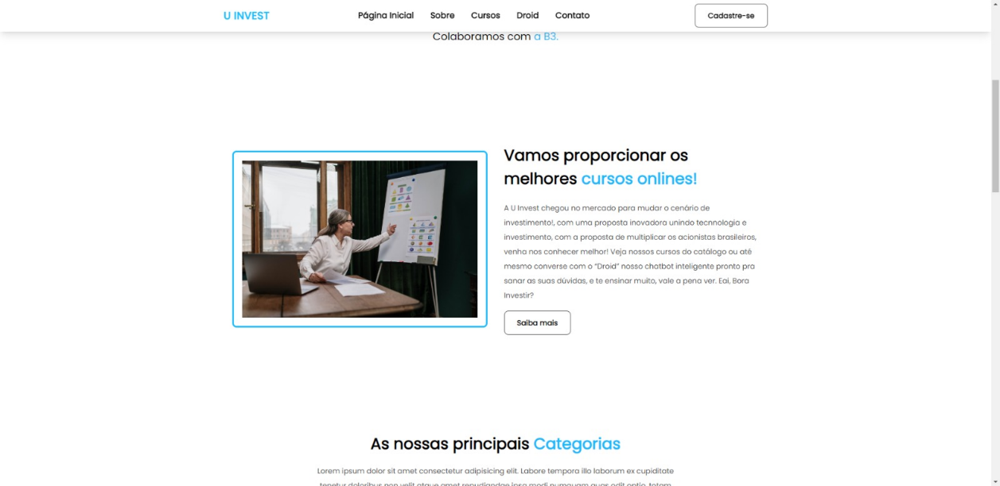 U INVEST
Página Inicial Sobre Cursos Droid Contato
Cadastre-se
Colaboramos com a B3.
Vamos proporcionar os
melhores cursos onlines!
A U Invest chegou no mercado para mudar o cenário de
investimento!, com uma proposta inovadora unindo tecnnologia e
investimento, com a proposta de multiplicar os acionistas brasileiros,
venha nos conhecer melhor! Veja nossos cursos do catálogo ou até
mesmo converse com o “Droid” nosso chatbot inteligente pronto pra
sanar as suas dúvidas, e te ensinar muito, vale a pena ver. Eai, Bora
Investir?
Saiba mais
As nossas principais Categorias
Lorem ipsum dolor sit amet consectetur adipisicing elit. Labore tempora illo laborum ex cupiditate